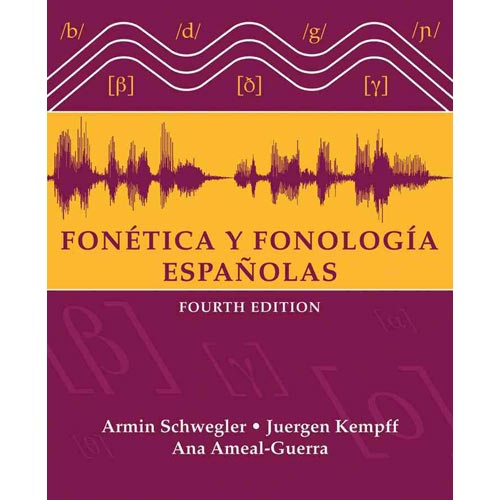 /b/ /d/ /g/ /ɲ/
[β] [ð] [ɣ]
FONÉTICA Y FONOLOGÍA
ESPAÑOLAS
FOURTH EDITION
[β] [ɣ] [a]
[ʚ] [o]
Armin Schwegler • Juergen Kempff
Ana Ameal-Guerra